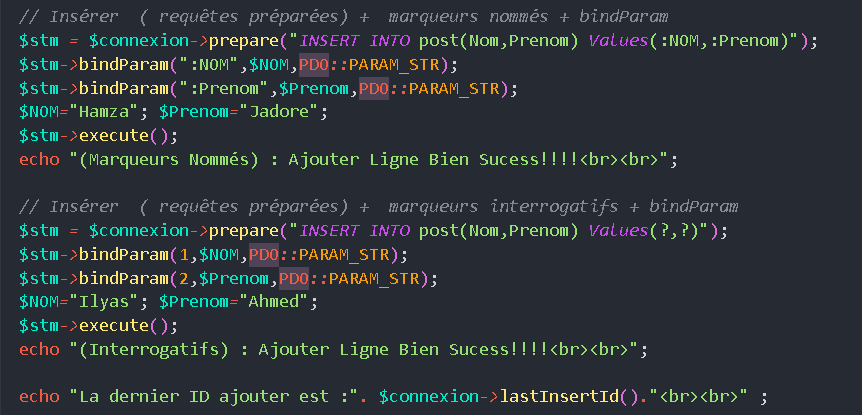 // Insérer  ( requêtes préparées) +  marqueurs nommés + bindParam
$stm = $connexion->prepare("INSERT INTO post(Nom,Prenom) Values(:NOM,:Prenom)");
$stm->bindParam(":NOM",$NOM,PDO::PARAM_STR);
$stm->bindParam(":Prenom",$Prenom,PDO::PARAM_STR);
$NOM="Hamza"; $Prenom="Jadore";
$stm->execute();
echo "(Marqueurs Nommés) : Ajouter Ligne Bien Sucess!!!!<br><br>";

// Insérer  ( requêtes préparées) +  marqueurs interrogatifs + bindParam
$stm = $connexion->prepare("INSERT INTO post(Nom,Prenom) Values(?,?)");
$stm->bindParam(1,$NOM,PDO::PARAM_STR);
$stm->bindParam(2,$Prenom,PDO::PARAM_STR);
$NOM="Ilyas"; $Prenom="Ahmed";
$stm->execute();
echo "(Interrogatifs) : Ajouter Ligne Bien Sucess!!!!<br><br>";

echo "La dernier ID ajouter est :". $connexion->lastInsertId()."<br><br>" ;